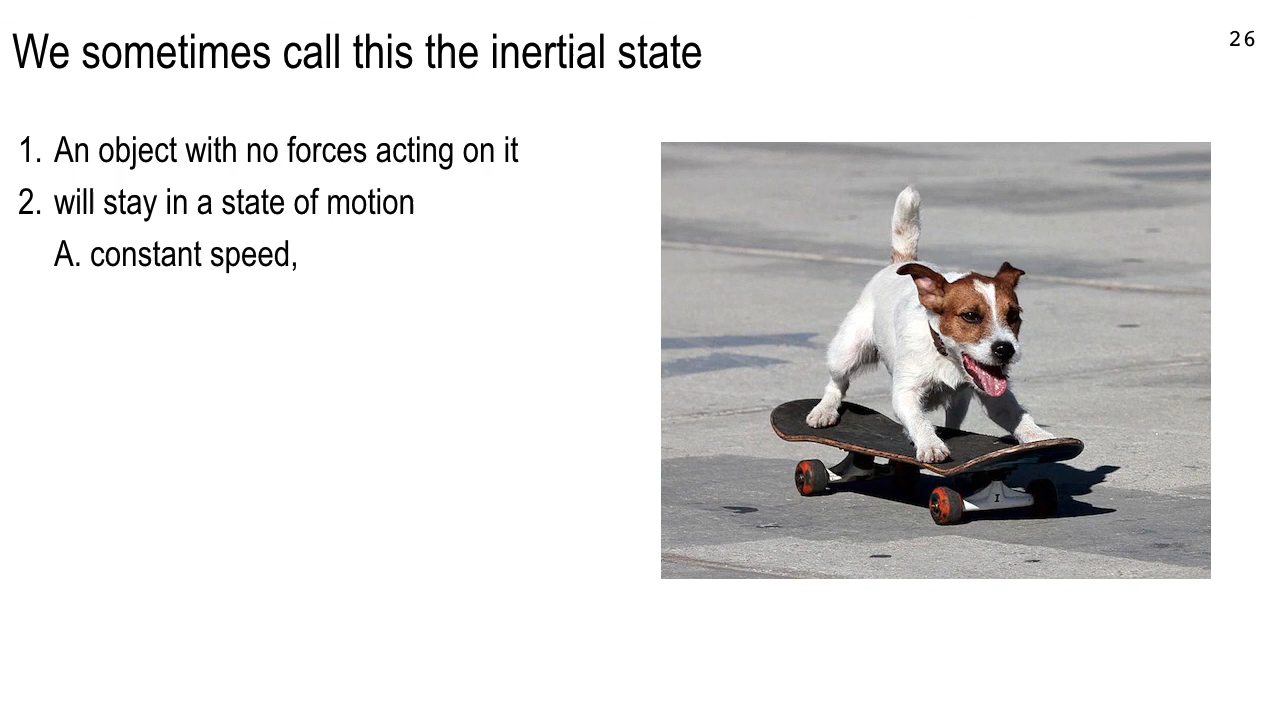 We sometimes call this the inertial state
26
1. An object with no forces acting on it
2. will stay in a state of motion
A. constant speed,